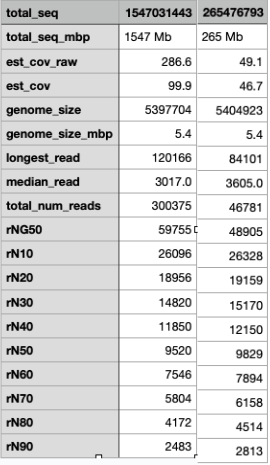 total_seq 1547031443 265476793
total_seq_mbp 1547 Mb 265 Mb
est_cov_raw 286.6 49.1
est_cov 99.9 46.7
genome_size 5397704 5404923
genome_size_mbp 5.4 5.4
longest_read 120166 84101
median_read 3017.0 3605.0
total_num_reads 300375 46781
rNG50 59755 48905
rN10 26096 26328
rN20 18956 19159
rN30 14820 15170
rN40 11850 12150
rN50 9520 9829
rN60 7546 7894
rN70 5804 6158
rN80 4172 4514
rN90 2483 2813